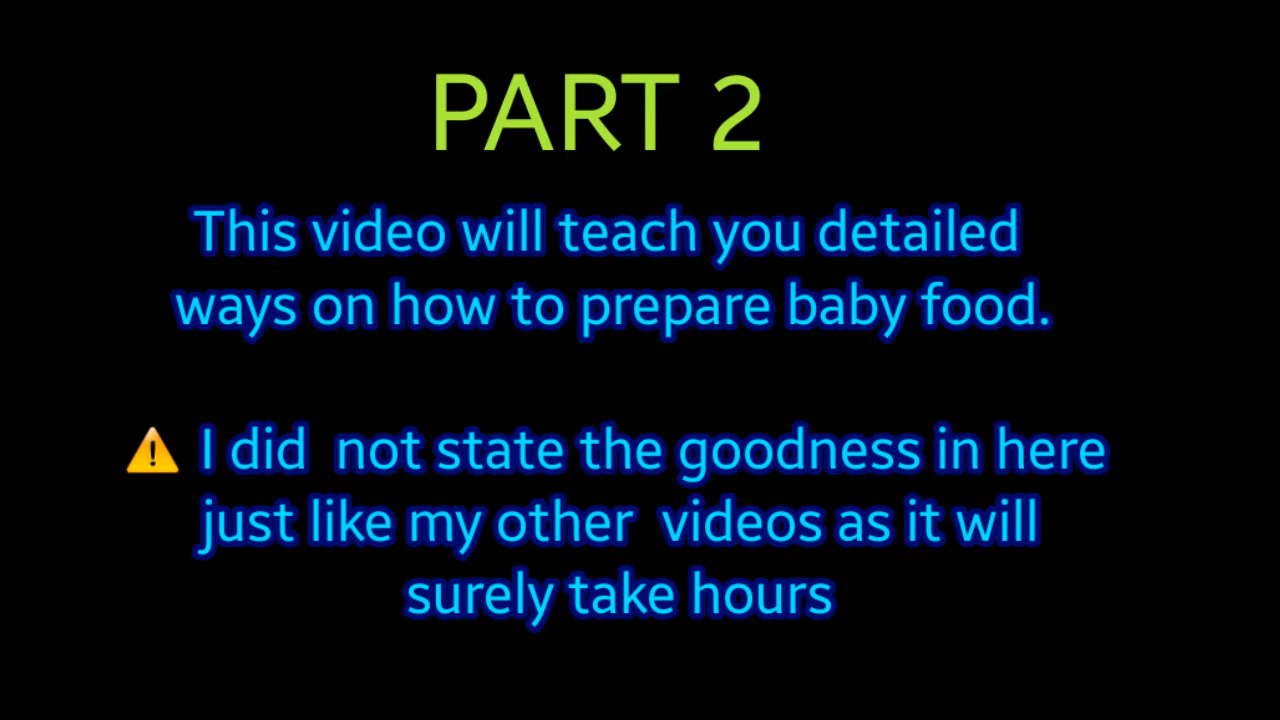 PART 2
This video will teach you detailed
ways on how to prepare baby food.
⚠️ I did  not state the goodness in here
just like my other  videos as it will
surely take hours